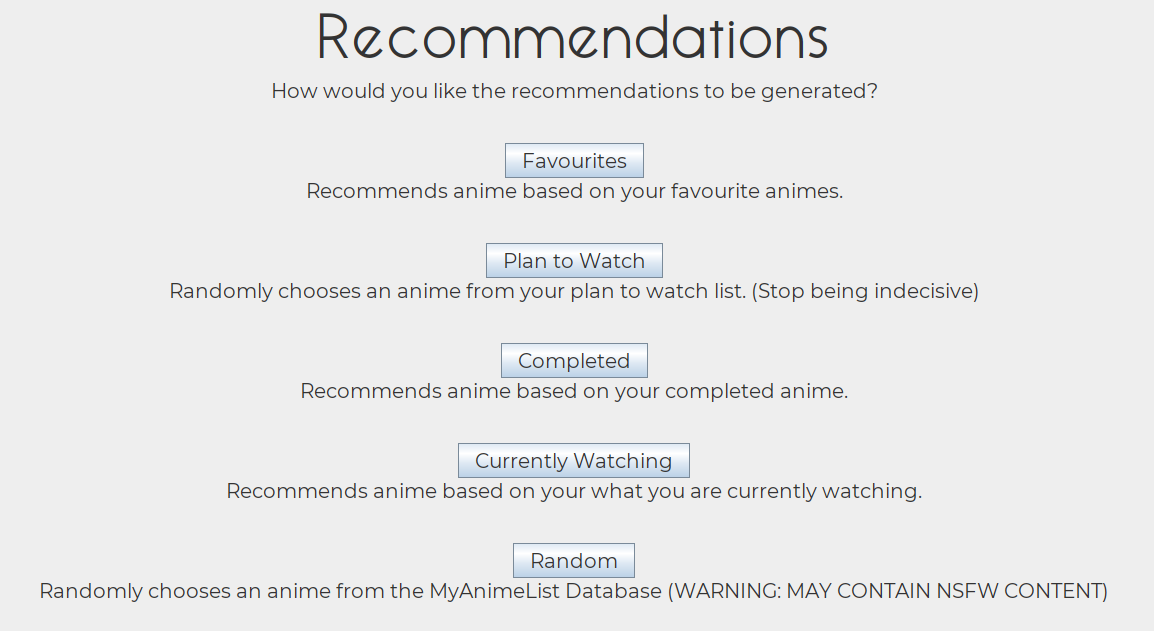 Recommendations
How would you like the recommendations to be generated?
Favourites
Recommends anime based on your favourite animes.
Plan to Watch
Randomly chooses an anime from your plan to watch list. (Stop being indecisive)
Completed
Recommends anime based on your completed anime.
Currently Watching
Recommends anime based on your what you are currently watching.
Random
Randomly chooses an anime from the MyAnimeList Database (WARNING: MAY CONTAIN NSFW CONTENT)